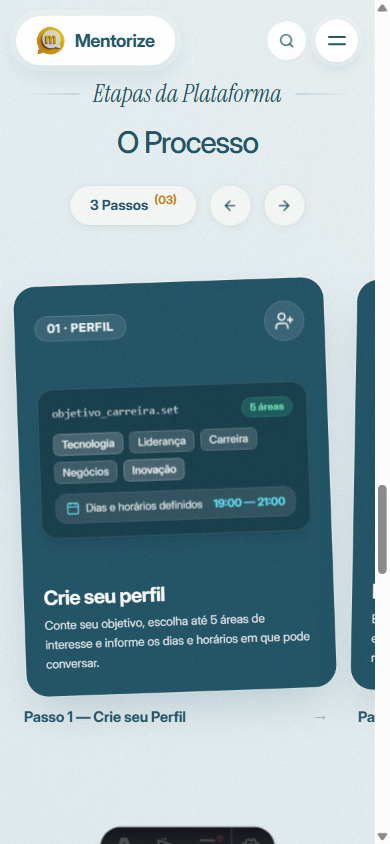 Mentorize
Etapas da Plataforma
O Processo
3 Passos (03)
01 · PERFIL
objetivo_carreira.set
5 áreas
Tecnologia
Liderança
Carreira
Negócios
Inovação
Dias e horários definidos 19:00 — 21:00
Crie seu perfil
Conte seu objetivo, escolha até 5 áreas de
interesse e informe os dias e horários em que pode
conversar.
Passo 1 — Crie seu Perfil →
Pa